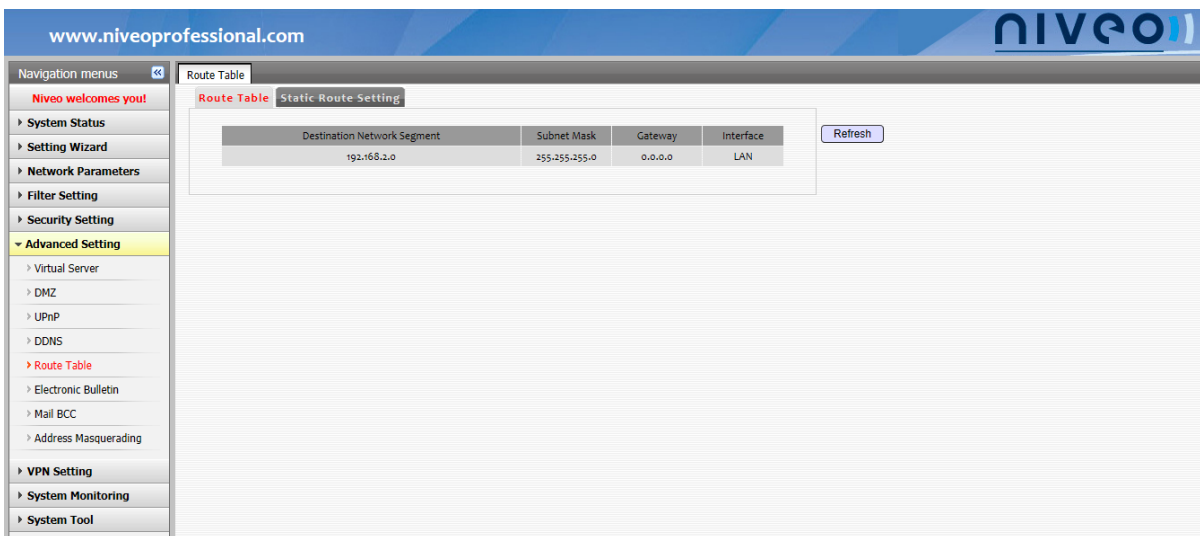 www.niveoprofessional.com
niveo
Navigation menus
Niveo welcomes you!
System Status
Setting Wizard
Network Parameters
Filter Setting
Security Setting
Advanced Setting
Virtual Server
DMZ
UPnP
DDNS
Route Table
Electronic Bulletin
Mail BCC
Address Masquerading
VPN Setting
System Monitoring
System Tool
Route Table
Route Table Static Route Setting
Destination Network Segment Subnet Mask Gateway Interface
192.168.2.0 255.255.255.0 0.0.0.0 LAN
Refresh